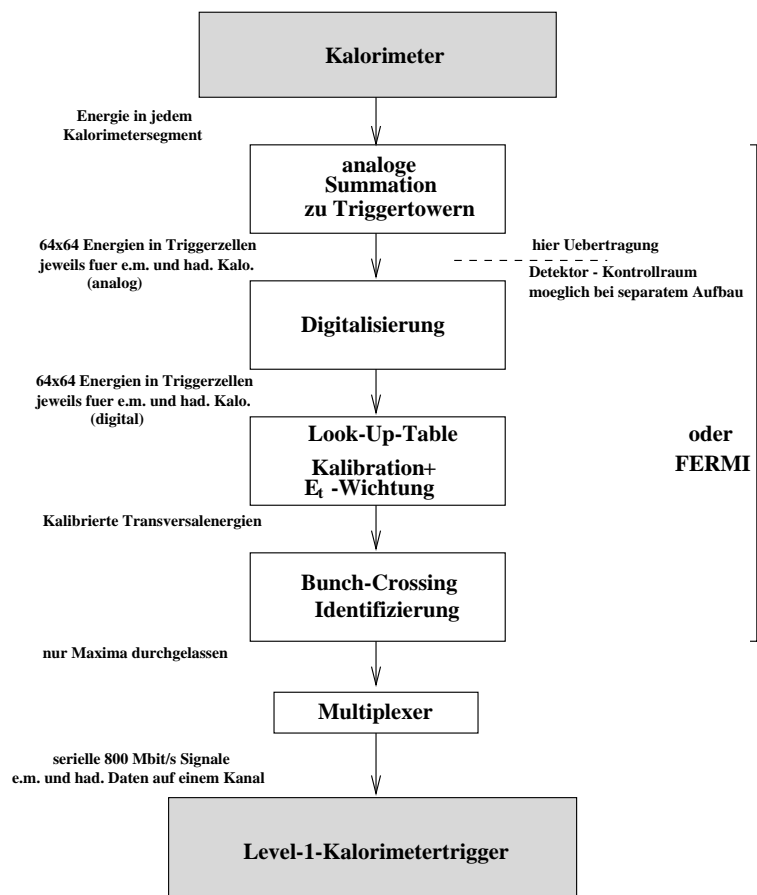 Kalorimeter
Energie in jedem
Kalorimetersegment
analoge
Summation
zu Triggertowern
64x64 Energien in Triggerzellen
jeweils fuer e.m. und had. Kalo.
(analog)
hier Uebertragung
Detektor - Kontrollraum
moeglich bei separatem Aufbau
Digitalisierung
64x64 Energien in Triggerzellen
jeweils fuer e.m. und had. Kalo.
(digital)
Look-Up-Table
Kalibration+
Et -Wichtung
oder
FERMI
Kalibrierte Transversalenergien
Bunch-Crossing
Identifizierung
nur Maxima durchgelassen
Multiplexer
serielle 800 Mbit/s Signale
e.m. und had. Daten auf einem Kanal
Level-1-Kalorimetertrigger